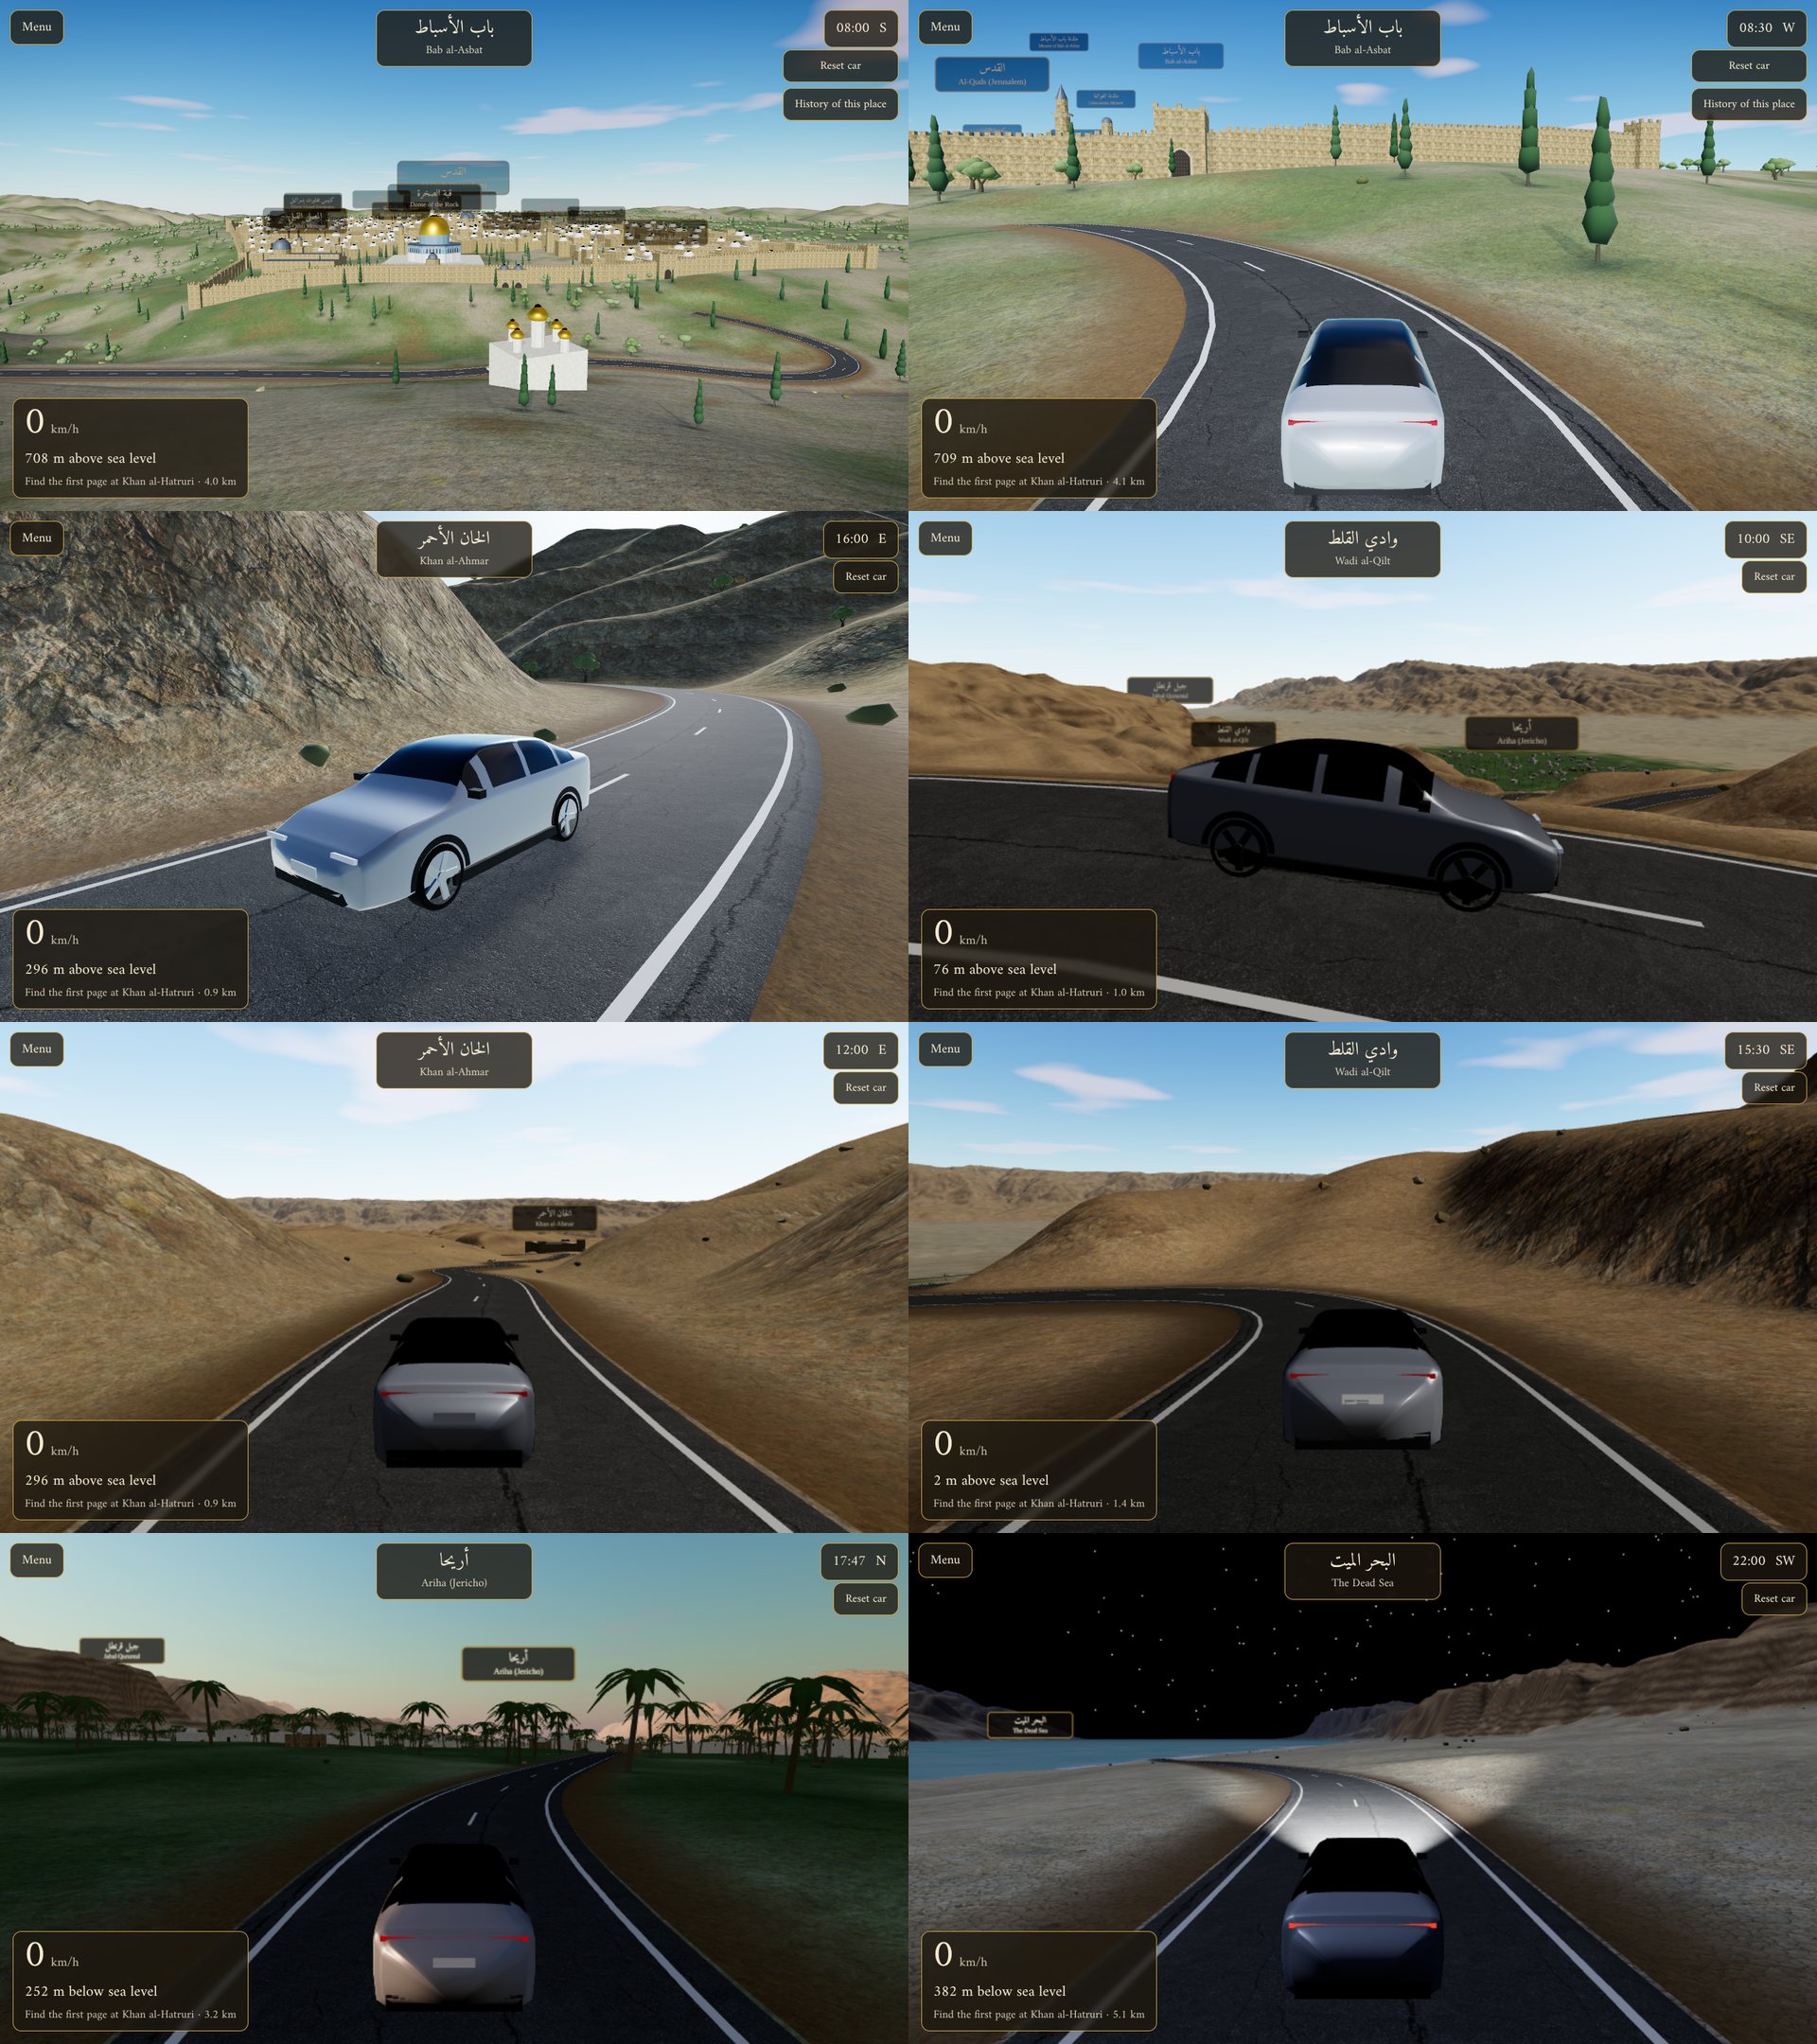 Menu
باب الأسباط
Bab al-Asbat
08:00 S
Reset car
History of this place
القدس
قبة الصخرة
Dome of the Rock
0 km/h
708 m above sea level
Find the first page at Khan al-Hatruri · 4.0 km
Menu
باب الأسباط
Bab al-Asbat
08:30 W
Reset car
History of this place
باب الأسباط
Bab al-Asbat
القدس
Al-Quds (Jerusalem)
0 km/h
709 m above sea level
Find the first page at Khan al-Hatruri · 4.1 km
Menu
الخان الأحمر
Khan al-Ahmar
16:00 E
Reset car
0 km/h
296 m above sea level
Find the first page at Khan al-Hatruri · 0.9 km
Menu
وادي القلط
Wadi al-Qilt
10:00 SE
Reset car
جبل قرنطل
Jabal Quruntul
وادي القلط
Wadi al-Qilt
أريحا
Ariha (Jericho)
0 km/h
76 m above sea level
Find the first page at Khan al-Hatruri · 1.0 km
Menu
الخان الأحمر
Khan al-Ahmar
12:00 E
Reset car
الخان الأحمر
Khan al-Ahmar
0 km/h
296 m above sea level
Find the first page at Khan al-Hatruri · 0.9 km
Menu
وادي القلط
Wadi al-Qilt
15:30 SE
Reset car
0 km/h
2 m above sea level
Find the first page at Khan al-Hatruri · 1.4 km
Menu
أريحا
Ariha (Jericho)
17:47 N
Reset car
جبل قرنطل
Jabal Quruntul
أريحا
Ariha (Jericho)
0 km/h
252 m below sea level
Find the first page at Khan al-Hatruri · 3.2 km
Menu
البحر الميت
The Dead Sea
22:00 SW
Reset car
البحر الميت
The Dead Sea
0 km/h
382 m below sea level
Find the first page at Khan al-Hatruri · 5.1 km